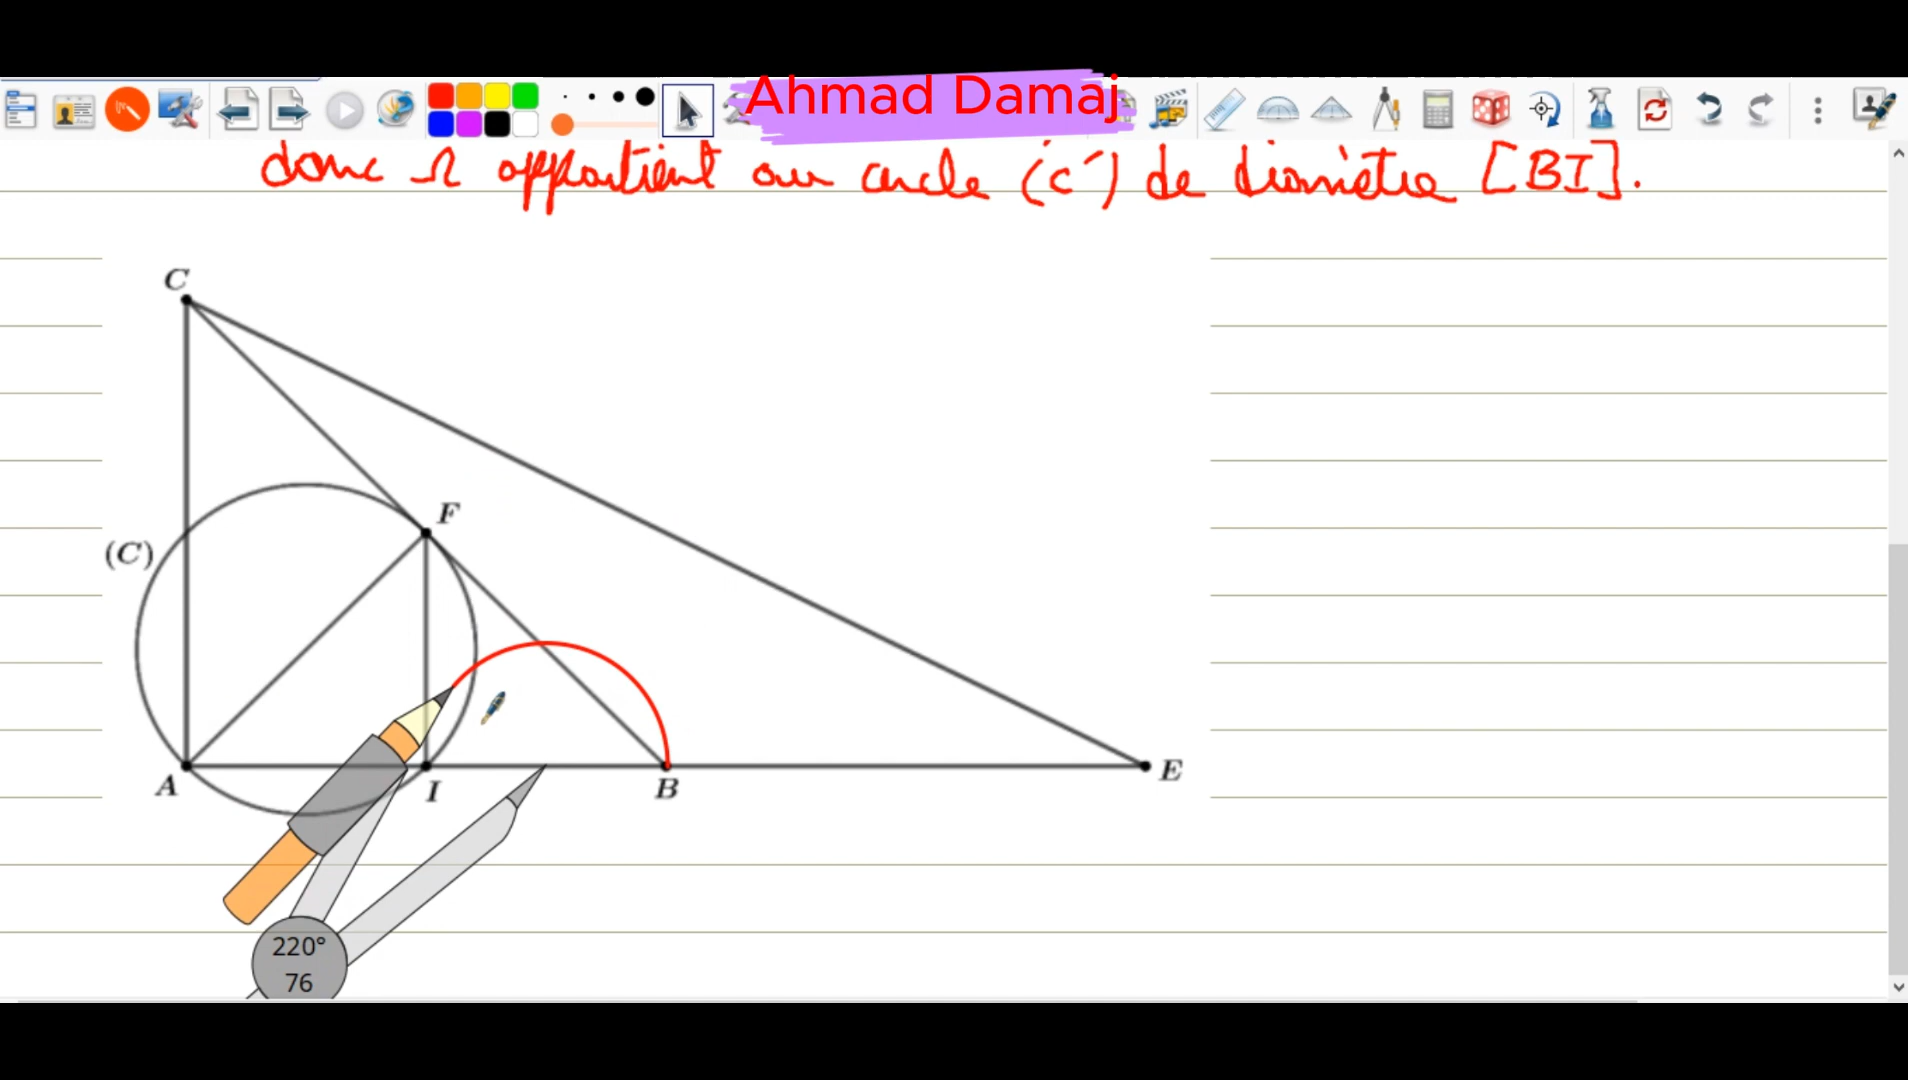 Ahmad Damaj
donc Ω appartient au cercle (C') de diamètre [BI].
C
F
(C)
A
I
B
E
220°
76